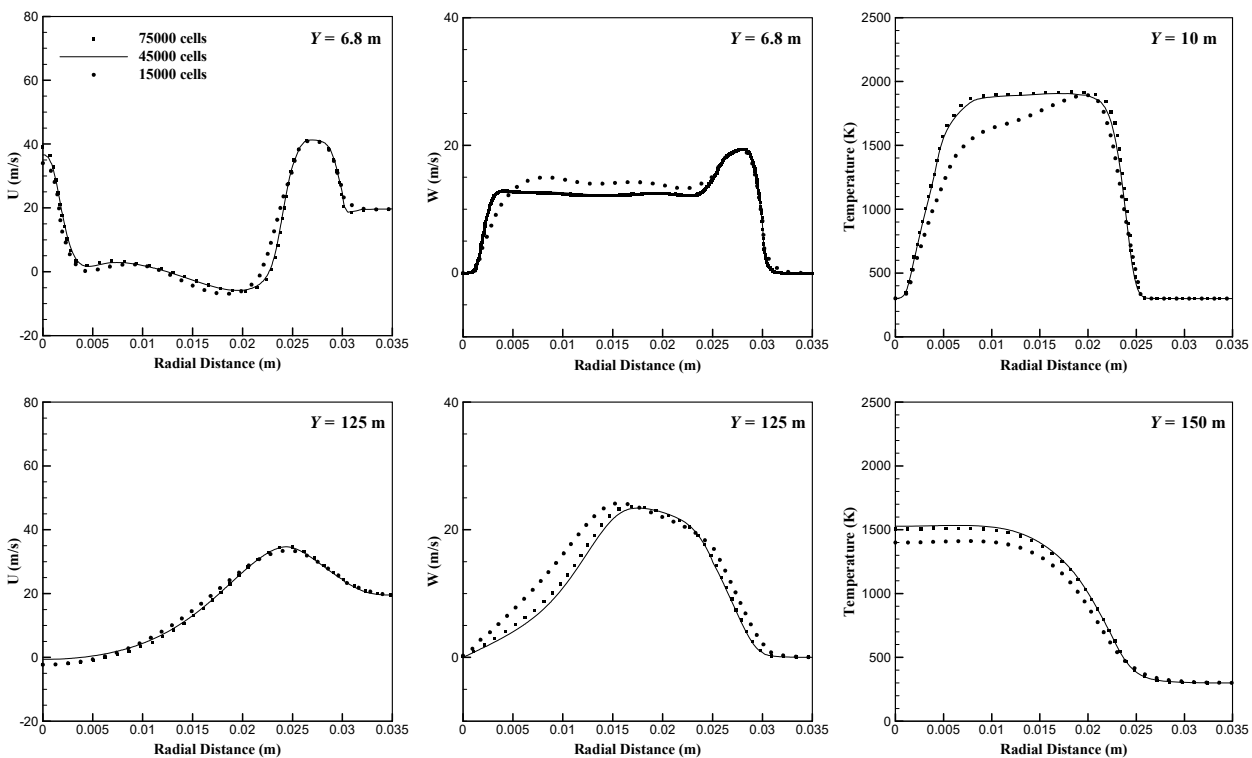 80
60
40
20
0
-20
U (m/s)
75000 cells
45000 cells
15000 cells
Y = 6.8 m
0 0.005 0.01 0.015 0.02 0.025 0.03 0.035
Radial Distance (m)
40
20
0
W (m/s)
Y = 6.8 m
0 0.005 0.01 0.015 0.02 0.025 0.03 0.035
Radial Distance (m)
2500
2000
1500
1000
500
0
Temperature (K)
Y = 10 m
0 0.005 0.01 0.015 0.02 0.025 0.03 0.035
Radial Distance (m)
80
60
40
20
0
-20
U (m/s)
Y = 125 m
0 0.005 0.01 0.015 0.02 0.025 0.03 0.035
Radial Distance (m)
40
20
0
W (m/s)
Y = 125 m
0 0.005 0.01 0.015 0.02 0.025 0.03 0.035
Radial Distance (m)
2500
2000
1500
1000
500
0
Temperature (K)
Y = 150 m
0 0.005 0.01 0.015 0.02 0.025 0.03 0.035
Radial Distance (m)